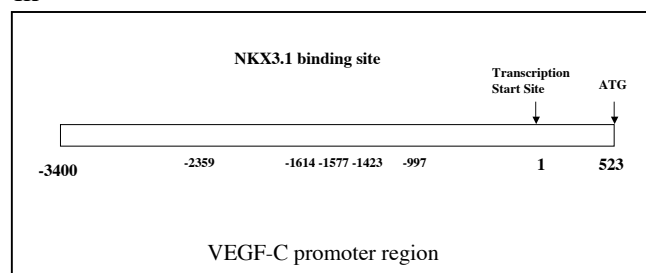 NKX3.1 binding site
Transcription
Start Site
ATG
-3400
-2359
-1614 -1577 -1423
-997
1
523
VEGF-C promoter region